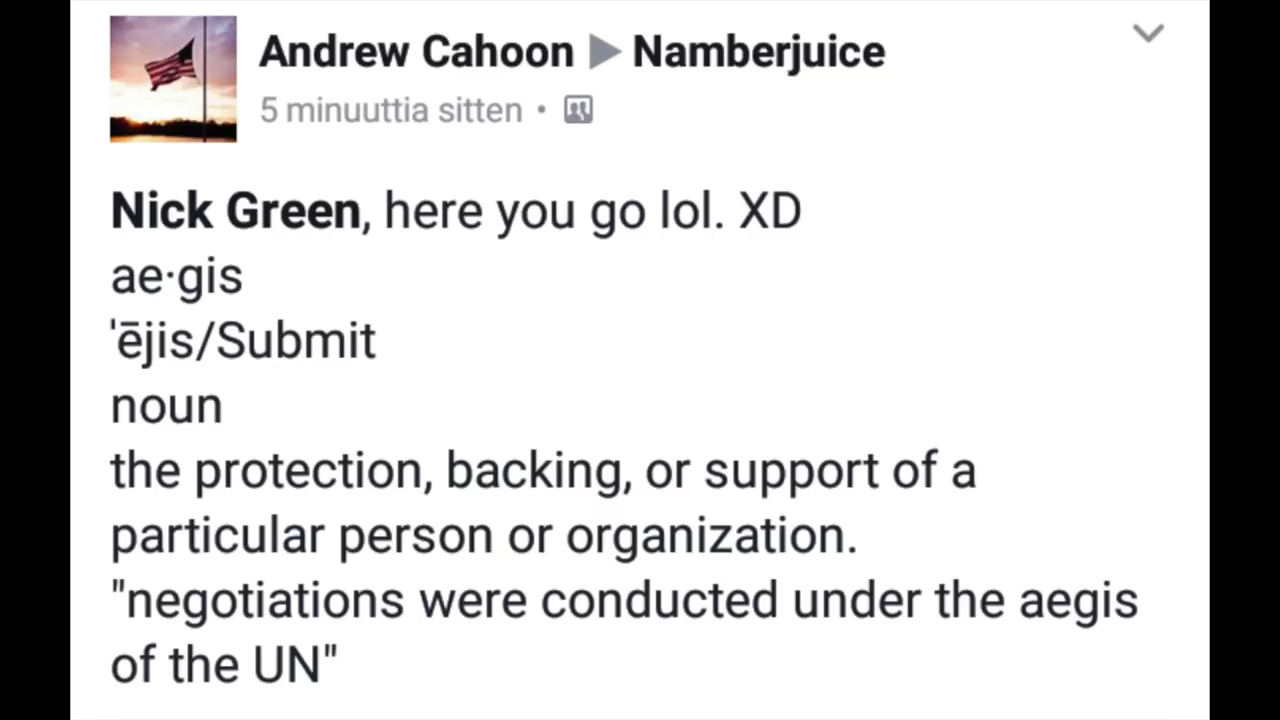 Andrew Cahoon ▶ Namberjuice
5 minuuttia sitten •
Nick Green, here you go lol. XD
ae·gis
ˈējis/Submit
noun
the protection, backing, or support of a
particular person or organization.
"negotiations were conducted under the aegis
of the UN"